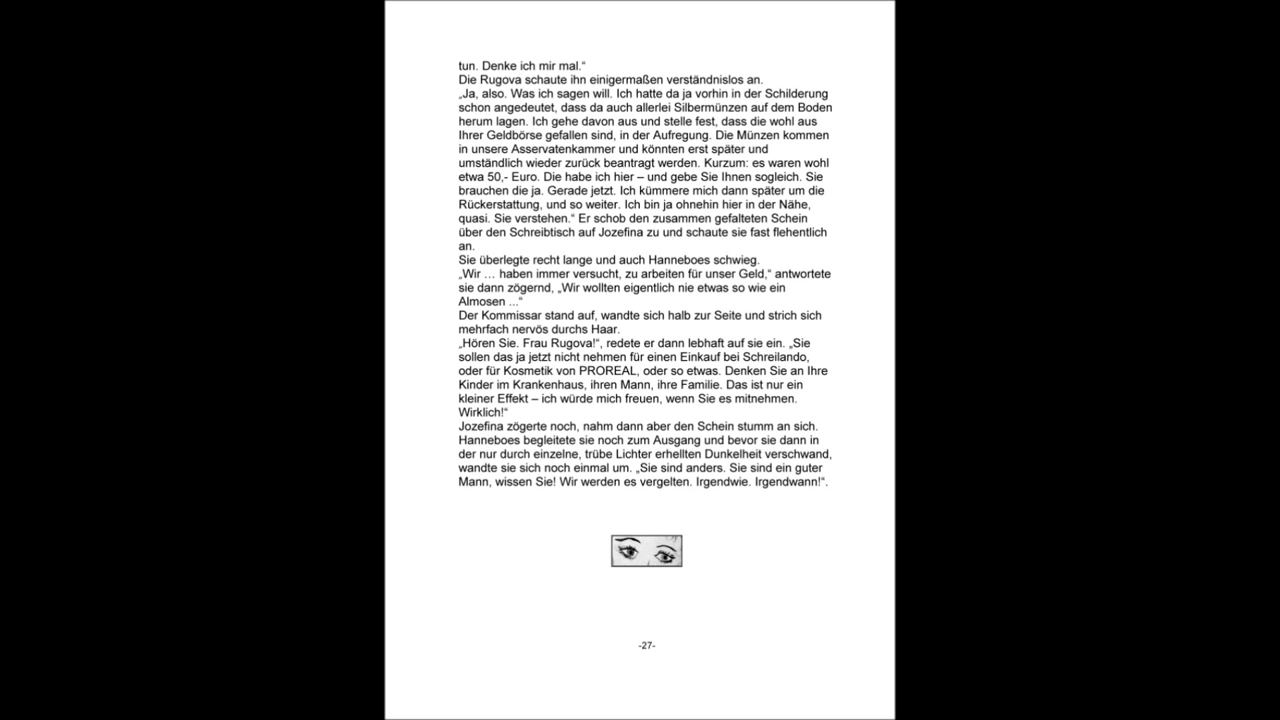 tun. Denke ich mir mal.“
Die Rugova schaute ihn einigermaßen verständnislos an.
„Ja, also. Was ich sagen will. Ich hatte da ja vorhin in der Schilderung
schon angedeutet, dass da auch allerlei Silbermünzen auf dem Boden
herum lagen. Ich gehe davon aus und stelle fest, dass die wohl aus
Ihrer Geldbörse gefallen sind, in der Aufregung. Die Münzen kommen
in unsere Asservatenkammer und könnten erst später und
umständlich wieder zurück beantragt werden. Kurzum: es waren wohl
etwa 50,- Euro. Die habe ich hier – und gebe Sie Ihnen sogleich. Sie
brauchen die ja. Gerade jetzt. Ich kümmere mich dann später um die
Rückerstattung, und so weiter. Ich bin ja ohnehin hier in der Nähe,
quasi. Sie verstehen.“ Er schob den zusammen gefalteten Schein
über den Schreibtisch auf Jozefina zu und schaute sie fast flehentlich
an.
Sie überlegte recht lange und auch Hanneboes schwieg.
„Wir … haben immer versucht, zu arbeiten für unser Geld,“ antwortete
sie dann zögernd, „Wir wollten eigentlich nie etwas so wie ein
Almosen ...“
Der Kommissar stand auf, wandte sich halb zur Seite und strich sich
mehrfach nervös durchs Haar.
„Hören Sie. Frau Rugova!“, redete er dann lebhaft auf sie ein. „Sie
sollen das ja jetzt nicht nehmen für einen Einkauf bei Schreilando,
oder für Kosmetik von PROREAL, oder so etwas. Denken Sie an Ihre
Kinder im Krankenhaus, ihren Mann, ihre Familie. Das ist nur ein
kleiner Effekt – ich würde mich freuen, wenn Sie es mitnehmen.
Wirklich!“
Jozefina zögerte noch, nahm dann aber den Schein stumm an sich.
Hanneboes begleitete sie noch zum Ausgang und bevor sie dann in
der nur durch einzelne, trübe Lichter erhellten Dunkelheit verschwand,
wandte sie sich noch einmal um. „Sie sind anders. Sie sind ein guter
Mann, wissen Sie! Wir werden es vergelten. Irgendwie. Irgendwann!“.
-27-